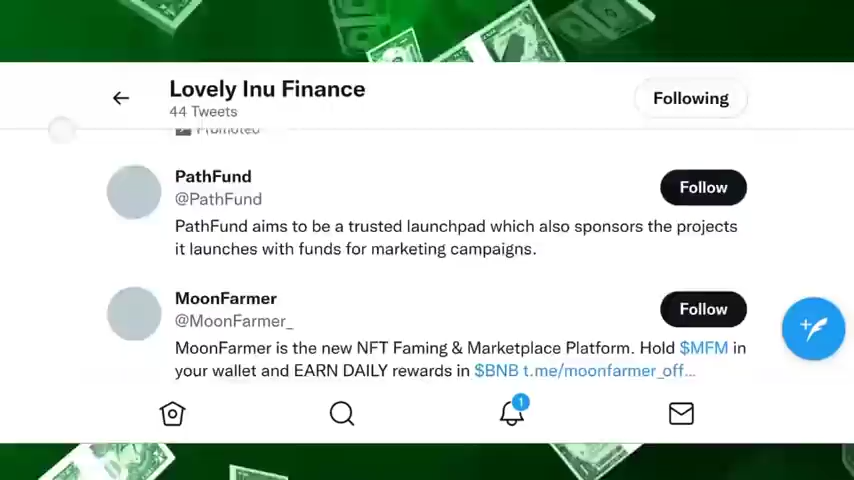 Lovely Inu Finance
44 Tweets
Following
Promoted
PathFund
@PathFund
Follow
PathFund aims to be a trusted launchpad which also sponsors the projects
it launches with funds for marketing campaigns.
MoonFarmer
@MoonFarmer_
Follow
MoonFarmer is the new NFT Faming & Marketplace Platform. Hold $MFM in
your wallet and EARN DAILY rewards in $BNB t.me/moonfarmer_off...
1